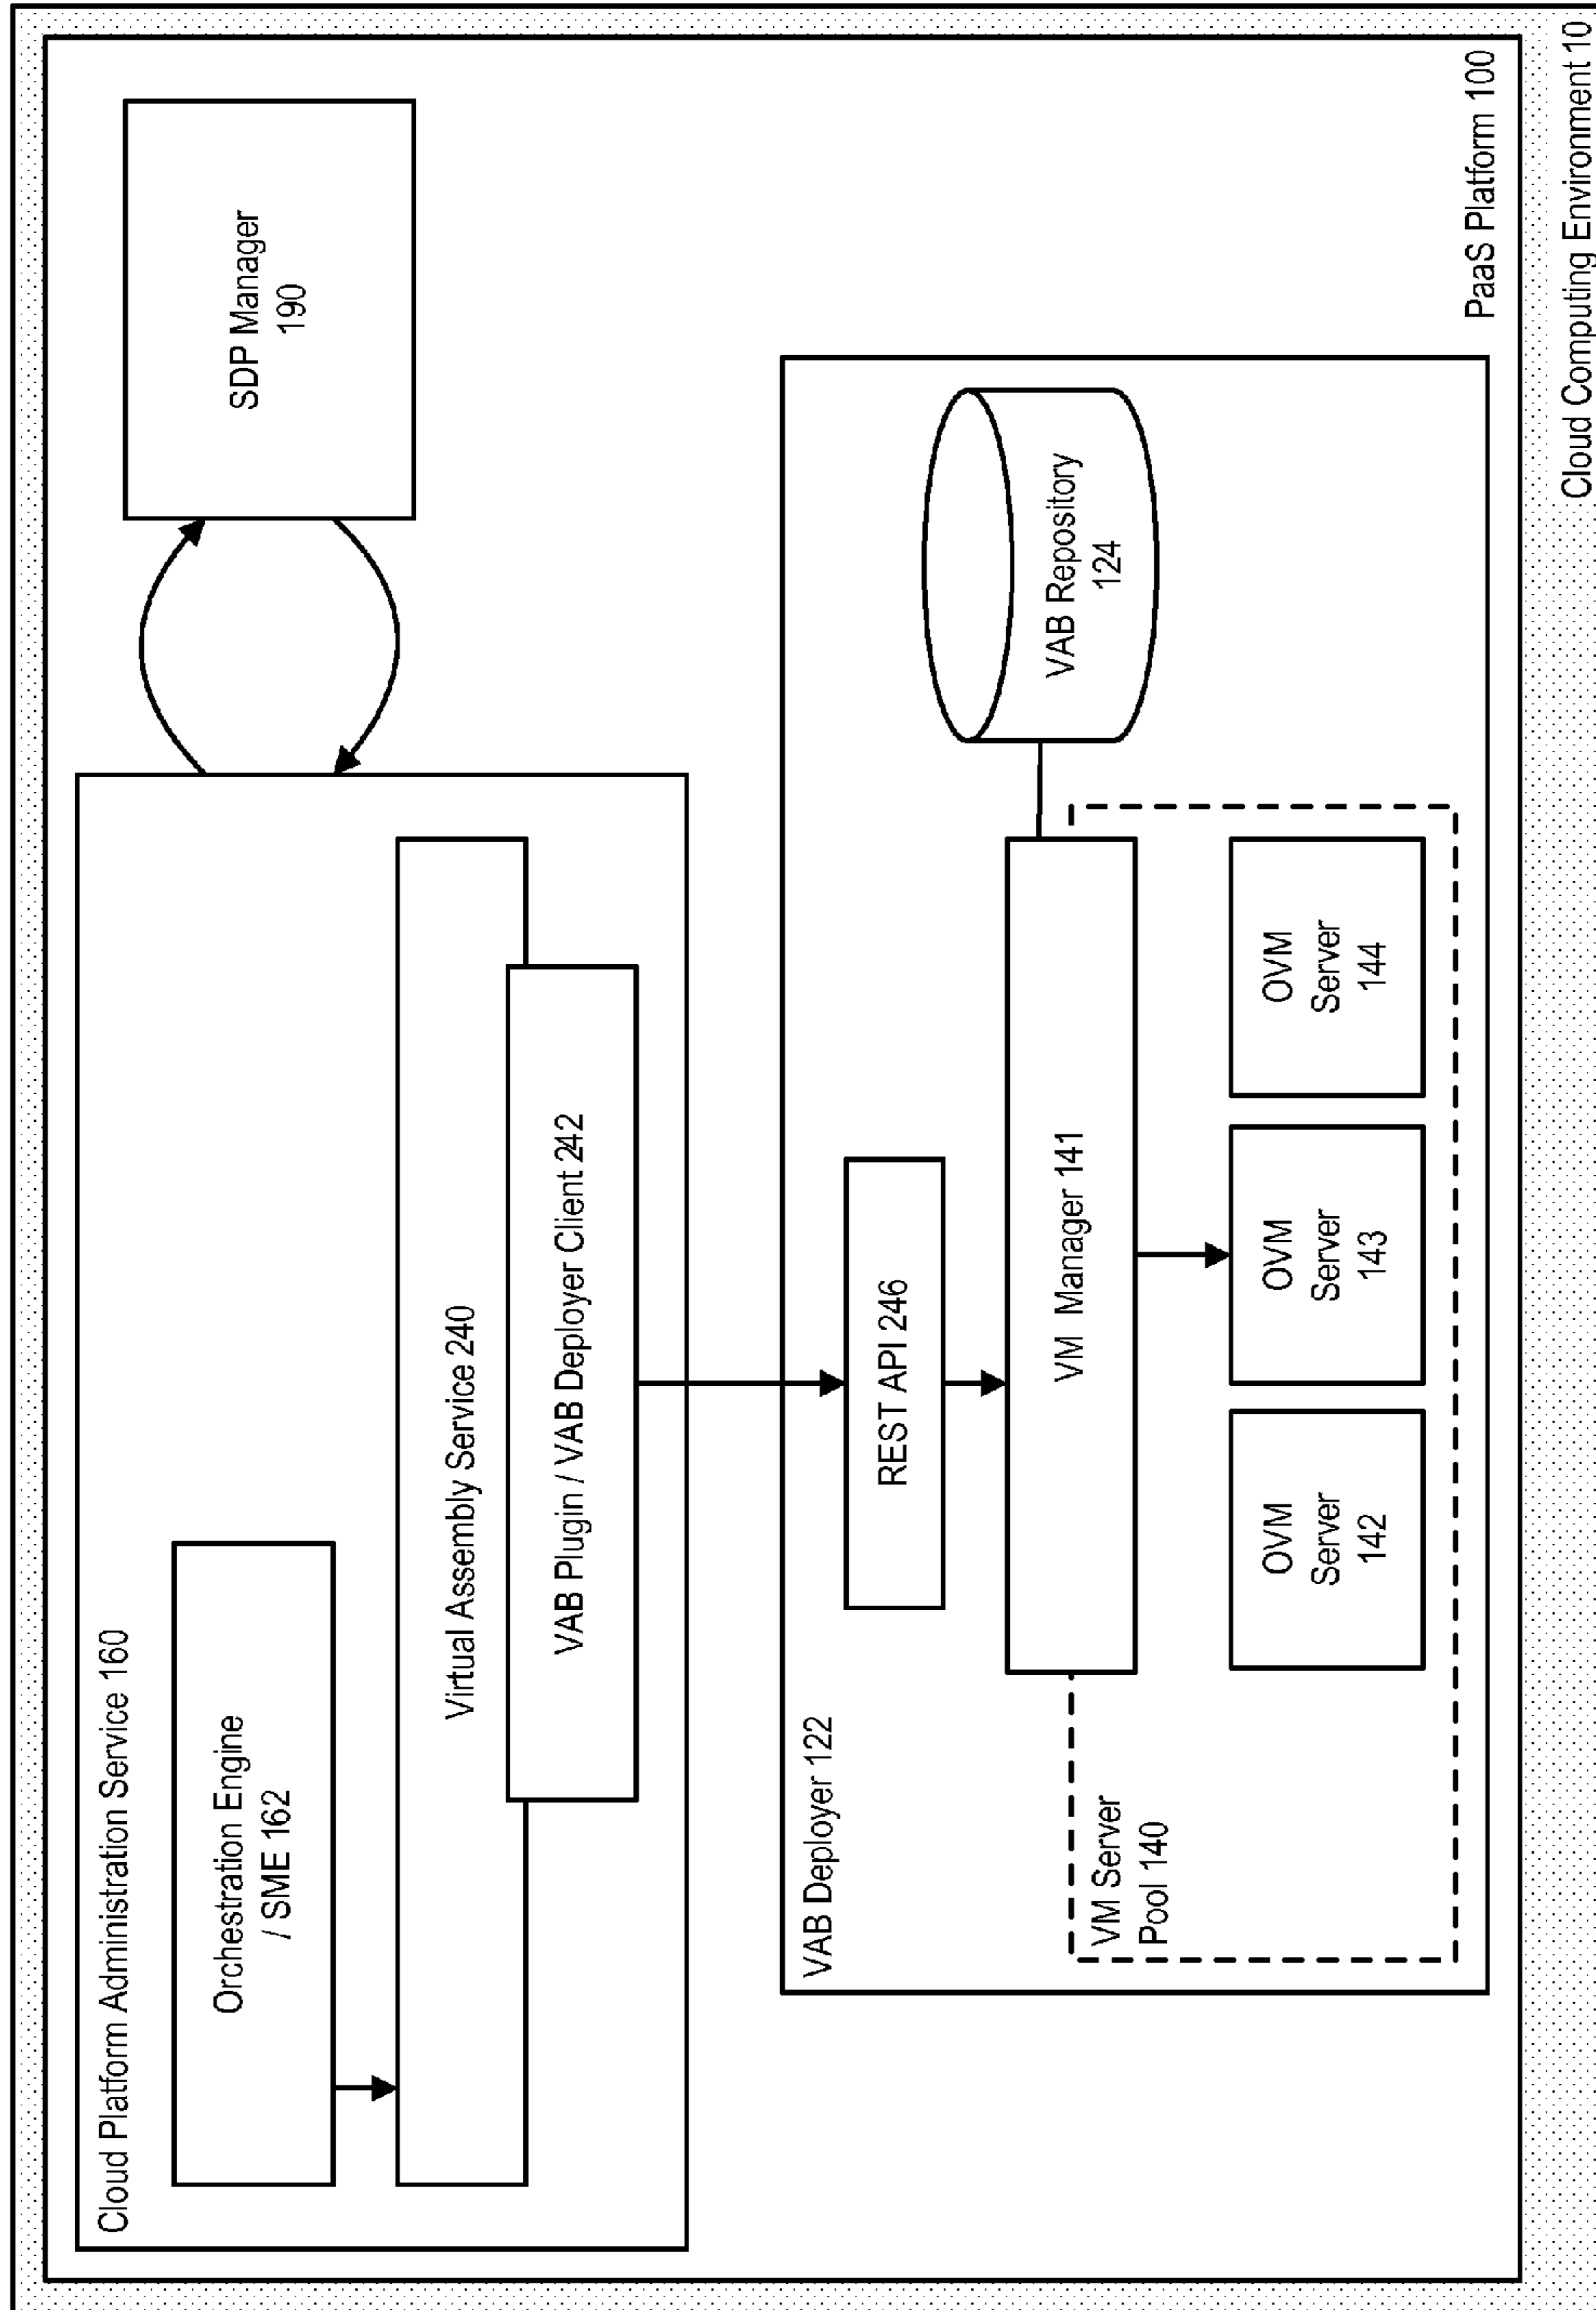 Cloud Platform Administration Service 160
Orchestration Engine
/ SME 162
SDP Manager
190
Virtual Assembly Service 240
VAB Plugin / VAB Deployer Client 242
VAB Deployer 122
REST API 246
VAB Repository
124
VM Manager 141
VM Server
Pool 140
OVM
Server
142
OVM
Server
143
OVM
Server
144
PaaS Platform 100
Cloud Computing Environment 10